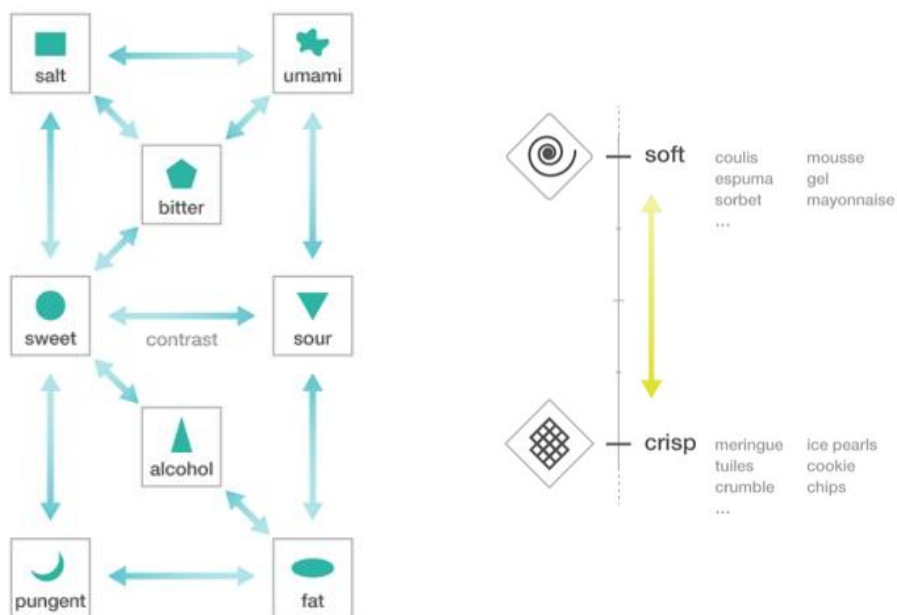 salt
umami
bitter
sweet
contrast
sour
alcohol
pungent
fat
soft
coulis mousse
espuma gel
sorbet mayonnaise
...
crisp
meringue ice pearls
tuiles cookie
crumble chips
...